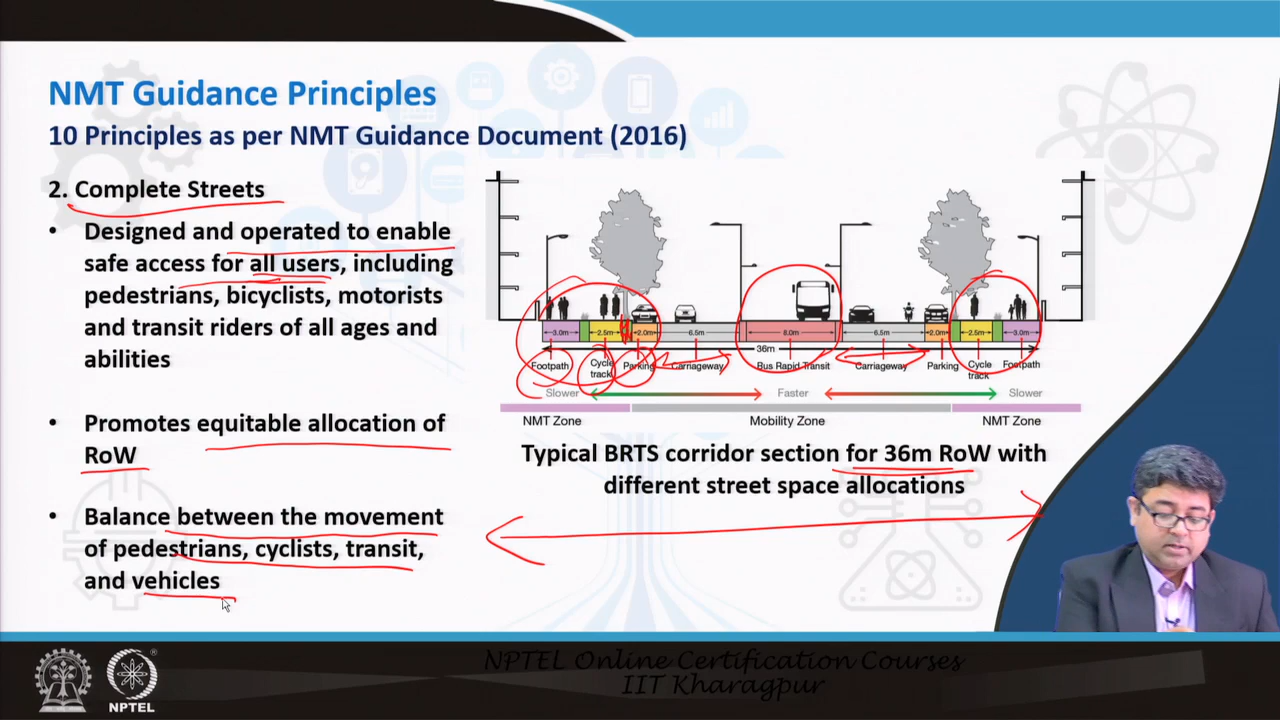 NMT Guidance Principles
10 Principles as per NMT Guidance Document (2016)
2. Complete Streets
• Designed and operated to enable
safe access for all users, including
pedestrians, bicyclists, motorists
and transit riders of all ages and
abilities
• Promotes equitable allocation of
RoW
• Balance between the movement
of pedestrians, cyclists, transit,
and vehicles
3.0m 2.5m 2.0m 6.5m 8.0m 6.5m 2.0m 2.5m 3.0m
36m
Footpath Cycle track Parking Carriageway Bus Rapid Transit Carriageway Parking Cycle track Footpath
Slower Faster Slower
NMT Zone Mobility Zone NMT Zone
Typical BRTS corridor section for 36m RoW with
different street space allocations
NPTEL Online Certification Courses
IIT Kharagpur
NPTEL